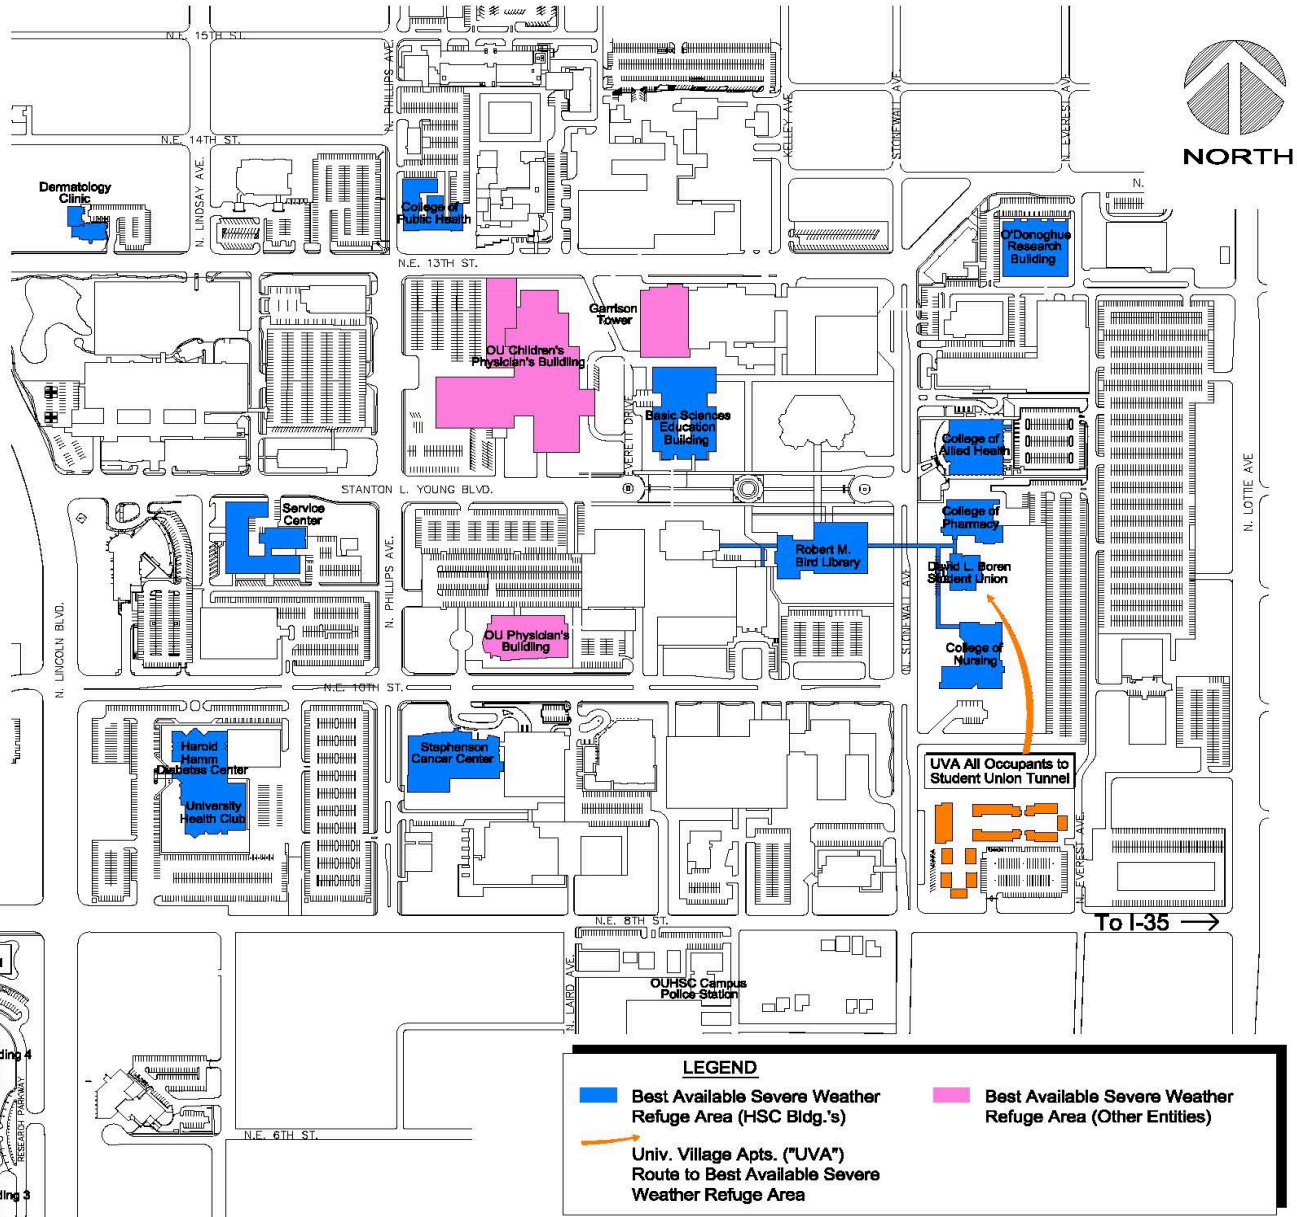 N.E. 15TH ST.
N. PHILLIPS AVE.
KELLEY AVE
STONEWALL AVE.
N. EVEREST AVE.
NORTH
N.E. 14TH ST.
N. LINDSAY AVE.
Dermatology
Clinic
College of
Public Health
N.
O'Donoghue
Research
Building
N.E. 13TH ST.
Garrison
Tower
OU Children's
Physician's Building
EVERETT DRIVE
Basic Sciences
Education
Building
College of
Allied Health
N. LOTTIE AVE
STANTON L. YOUNG BLVD.
Service
Center
College of
Pharmacy
Robert M.
Bird Library
David L. Boren
Student Union
N. LINCOLN BLVD.
N. PHILLIPS AVE.
N. STONEWALL AVE.
OU Physician's
Building
College of
Nursing
N.E. 10TH ST.
Harold
Hamm
Diabetes Center
University
Health Club
Stephenson
Cancer Center
UVA All Occupants to
Student Union Tunnel
N. EVEREST AVE.
To I-35
N.E. 8TH ST.
N. LAIRD AVE.
OUHSC Campus
Police Station
ding 4
RESEARCH PARKWAY
ding 3
N.E. 6TH ST.
LEGEND
Best Available Severe Weather
Refuge Area (HSC Bldg.'s)
Best Available Severe Weather
Refuge Area (Other Entities)
Univ. Village Apts. ("UVA")
Route to Best Available Severe
Weather Refuge Area